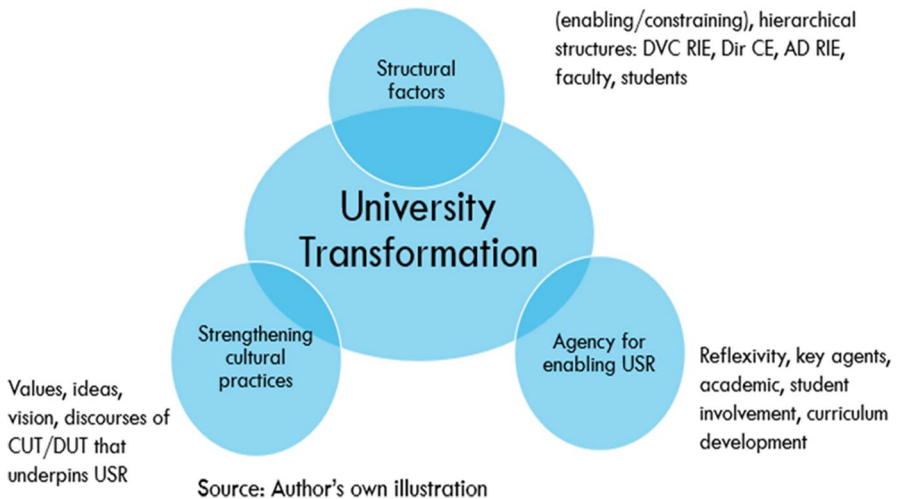 (enabling/constraining), hierarchical
structures: DVC RIE, Dir CE, AD RIE,
faculty, students
Structural
factors
University
Transformation
Strengthening
cultural
practices
Agency for
enabling USR
Values, ideas,
vision, discourses of
CUT/DUT that
underpins USR
Reflexivity, key agents,
academic, student
involvement, curriculum
development
Source: Author's own illustration